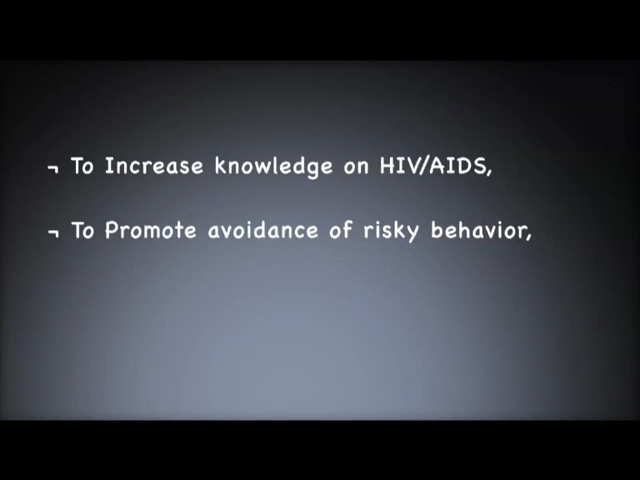 ¬ To Increase knowledge on HIV/AIDS,
¬ To Promote avoidance of risky behavior,